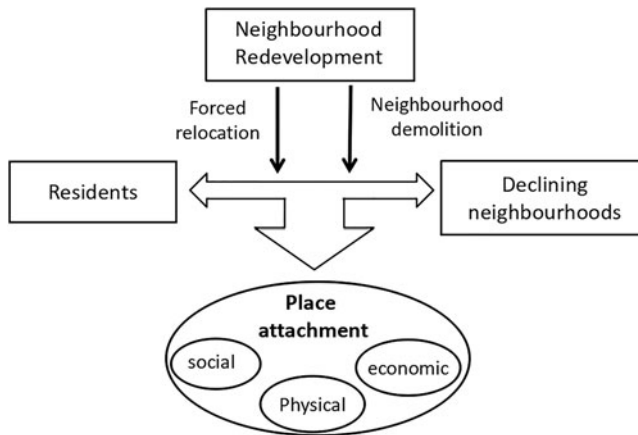 Neighbourhood
Redevelopment
Forced
relocation
Neighbourhood
demolition
Residents
Declining
neighbourhoods
Place
attachment
social
economic
Physical